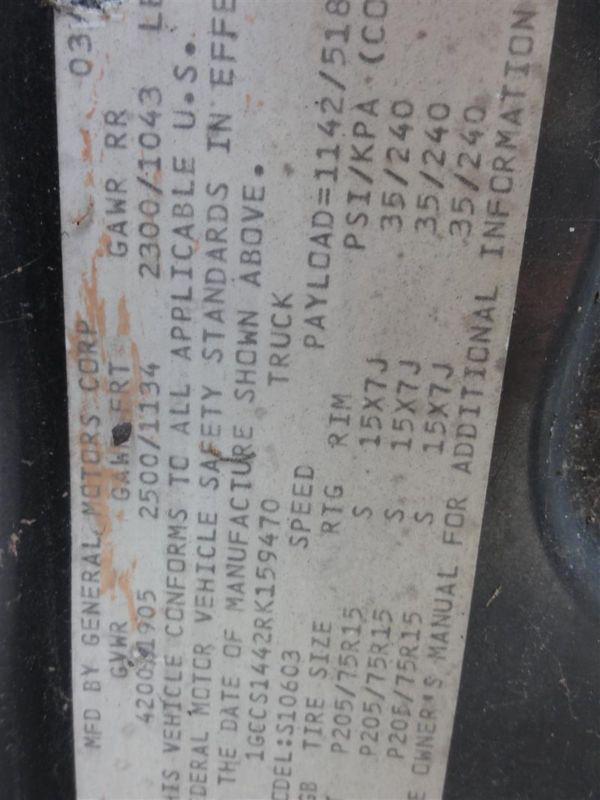 MFD BY GENERAL MOTORS CORP 03/
GVWR GAWR FRT GAWR RR
4200/1905 2500/1134 2300/1043 LB
HIS VEHICLE CONFORMS TO ALL APPLICABLE U.S.
DERAL MOTOR VEHICLE SAFETY STANDARDS IN EFFE
THE DATE OF MANUFACTURE SHOWN ABOVE.
1GCCS1442RK159470 TRUCK
ODEL:S10603 PAYLOAD=1142/518
SPEED
GB TIRE SIZE RTG RIM PSI/KPA (CO
P205/75R15 S 15X7J 35/240
P205/75R15 S 15X7J 35/240
P205/75R15 S 15X7J 35/240
E OWNER'S MANUAL FOR ADDITIONAL INFORMATION